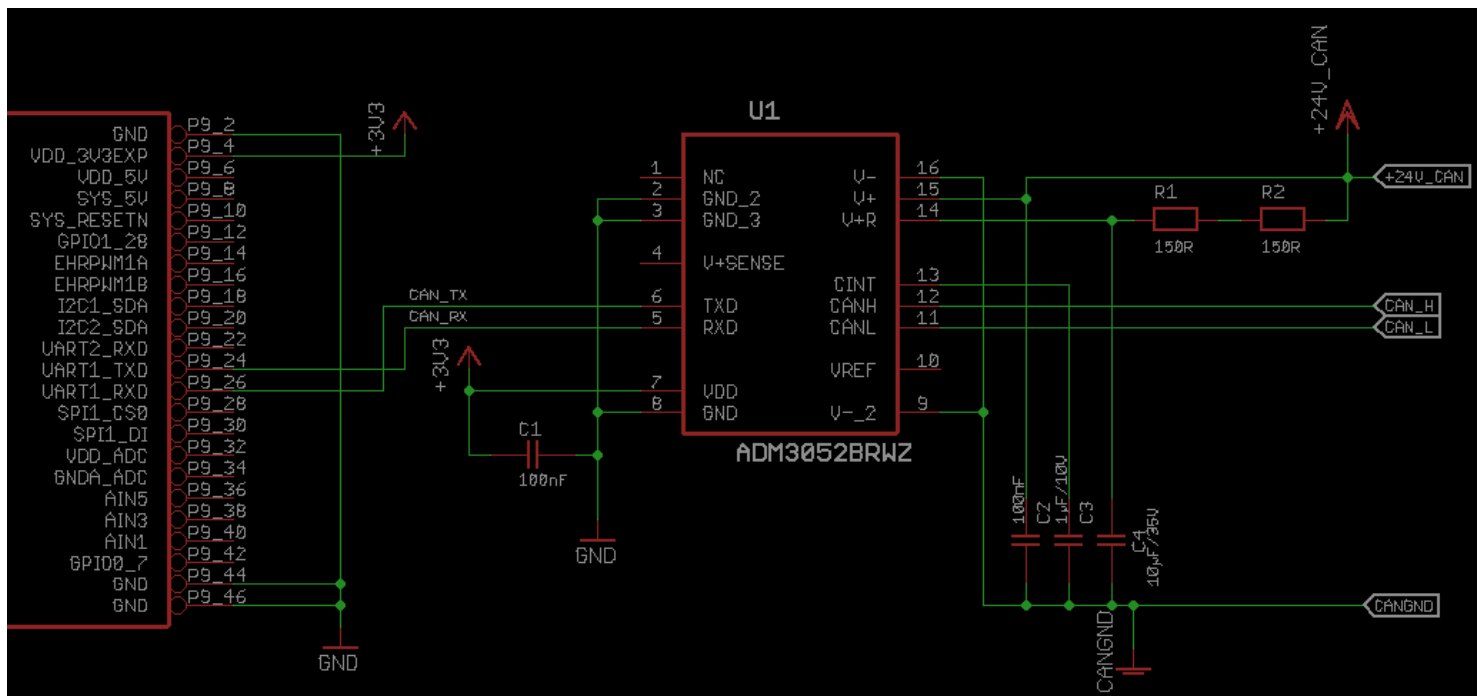 GND P9_2
VDD_3V3EXP P9_4
VDD_5V P9_6
SYS_5V P9_8
SYS_RESETN P9_10
GPIO1_28 P9_12
EHRPWM1A P9_14
EHRPWM1B P9_16
I2C1_SDA P9_18
I2C2_SDA P9_20
UART2_RXD P9_22
UART1_TXD P9_24
UART1_RXD P9_26
SPI1_CS0 P9_28
SPI1_DI P9_30
VDD_ADC P9_32
GNDA_ADC P9_34
AIN5 P9_36
AIN3 P9_38
AIN1 P9_40
GPIO0_7 P9_42
GND P9_44
GND P9_46
GND
+3V3
CAN_TX
CAN_RX
+3V3
C1
100nF
GND
U1
1 NC
2 GND_2
3 GND_3
4 V+SENSE
6 TXD
5 RXD
7 VDD
8 GND
V- 16
V+ 15
V+R 14
CINT 13
CANH 12
CANL 11
VREF 10
V-_2 9
ADM3052BRWZ
+24V_CAN
+24V_CAN
R1
150R
R2
150R
CAN_H
CAN_L
100nF
C2
1µF/10V
C3
C4
10µF/35V
CANGND
CANGND